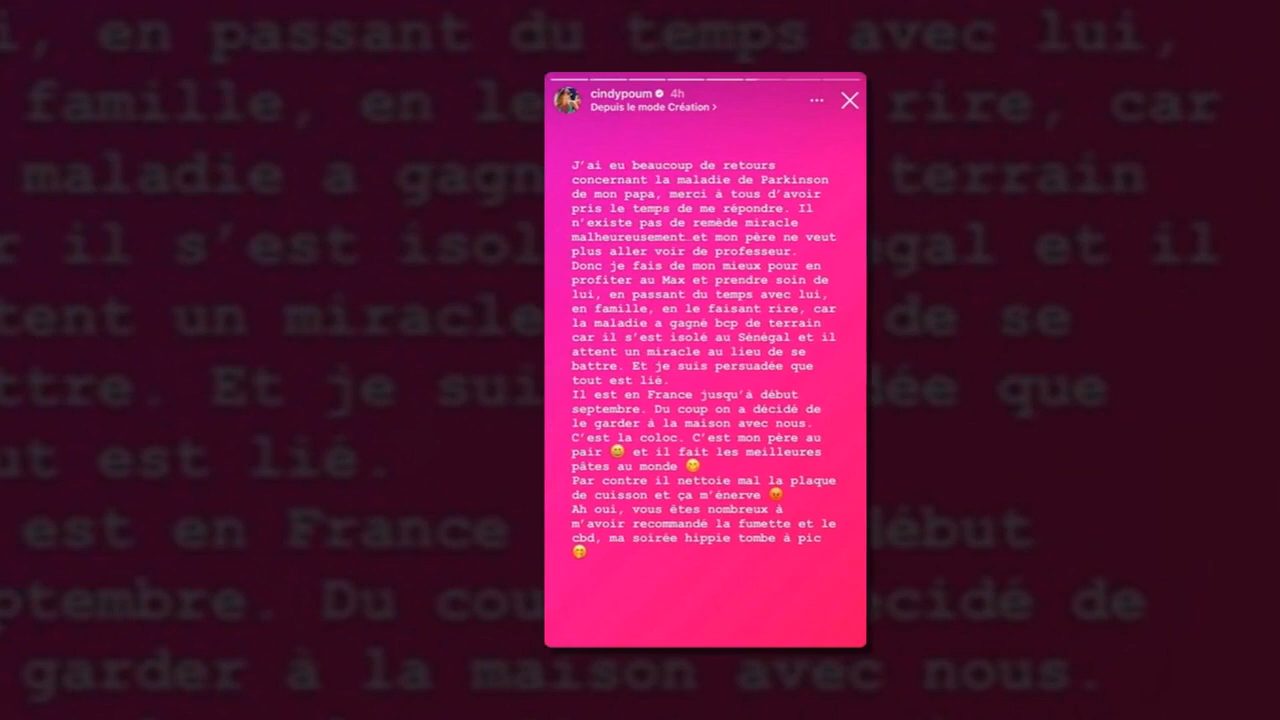 cindypoum 4h
Depuis le mode Création >
J'ai eu beaucoup de retours
concernant la maladie de Parkinson
de mon papa, merci à tous d'avoir
pris le temps de me répondre. Il
n'existe pas de remède miracle
malheureusement…et mon père ne veut
plus aller voir de professeur.
Donc je fais de mon mieux pour en
profiter au Max et prendre soin de
lui, en passant du temps avec lui,
en famille, en le faisant rire, car
la maladie a gagné bcp de terrain
car il s'est isolé au Sénégal et il
attent un miracle au lieu de se
battre. Et je suis persuadée que
tout est lié.
Il est en France jusqu'à début
septembre. Du coup on a décidé de
le garder à la maison avec nous.
C'est la coloc. C'est mon père au
pair 😊 et il fait les meilleures
pâtes au monde 😋
Par contre il nettoie mal la plaque
de cuisson et ça m'énerve 😡
Ah oui, vous êtes nombreux à
m'avoir recommandé la fumette et le
cbd, ma soirée hippie tombe à pic
🤭